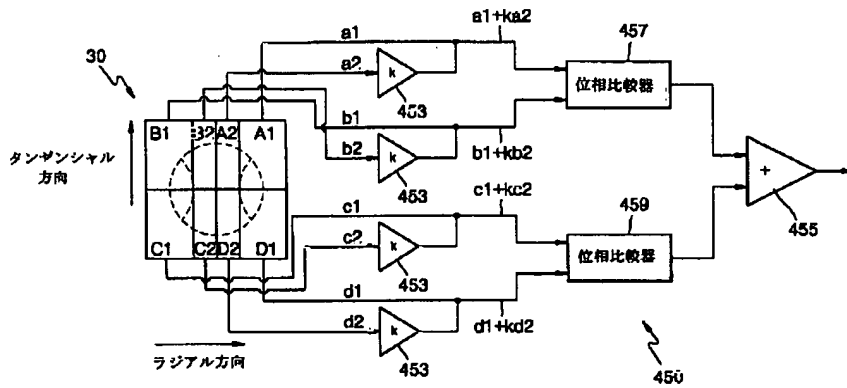 a1+ka2
457
a1
30
a2
k
位相比較器
453
B1
B2
A2
A1
b1
タンゼンシャル
方向
b2
k
b1+kb2
453
+
c1+kc2
c1
459
455
C1
C2
D2
D1
c2
k
位相比較器
453
d1
d2
k
d1+kd2
ラジアル方向
453
450